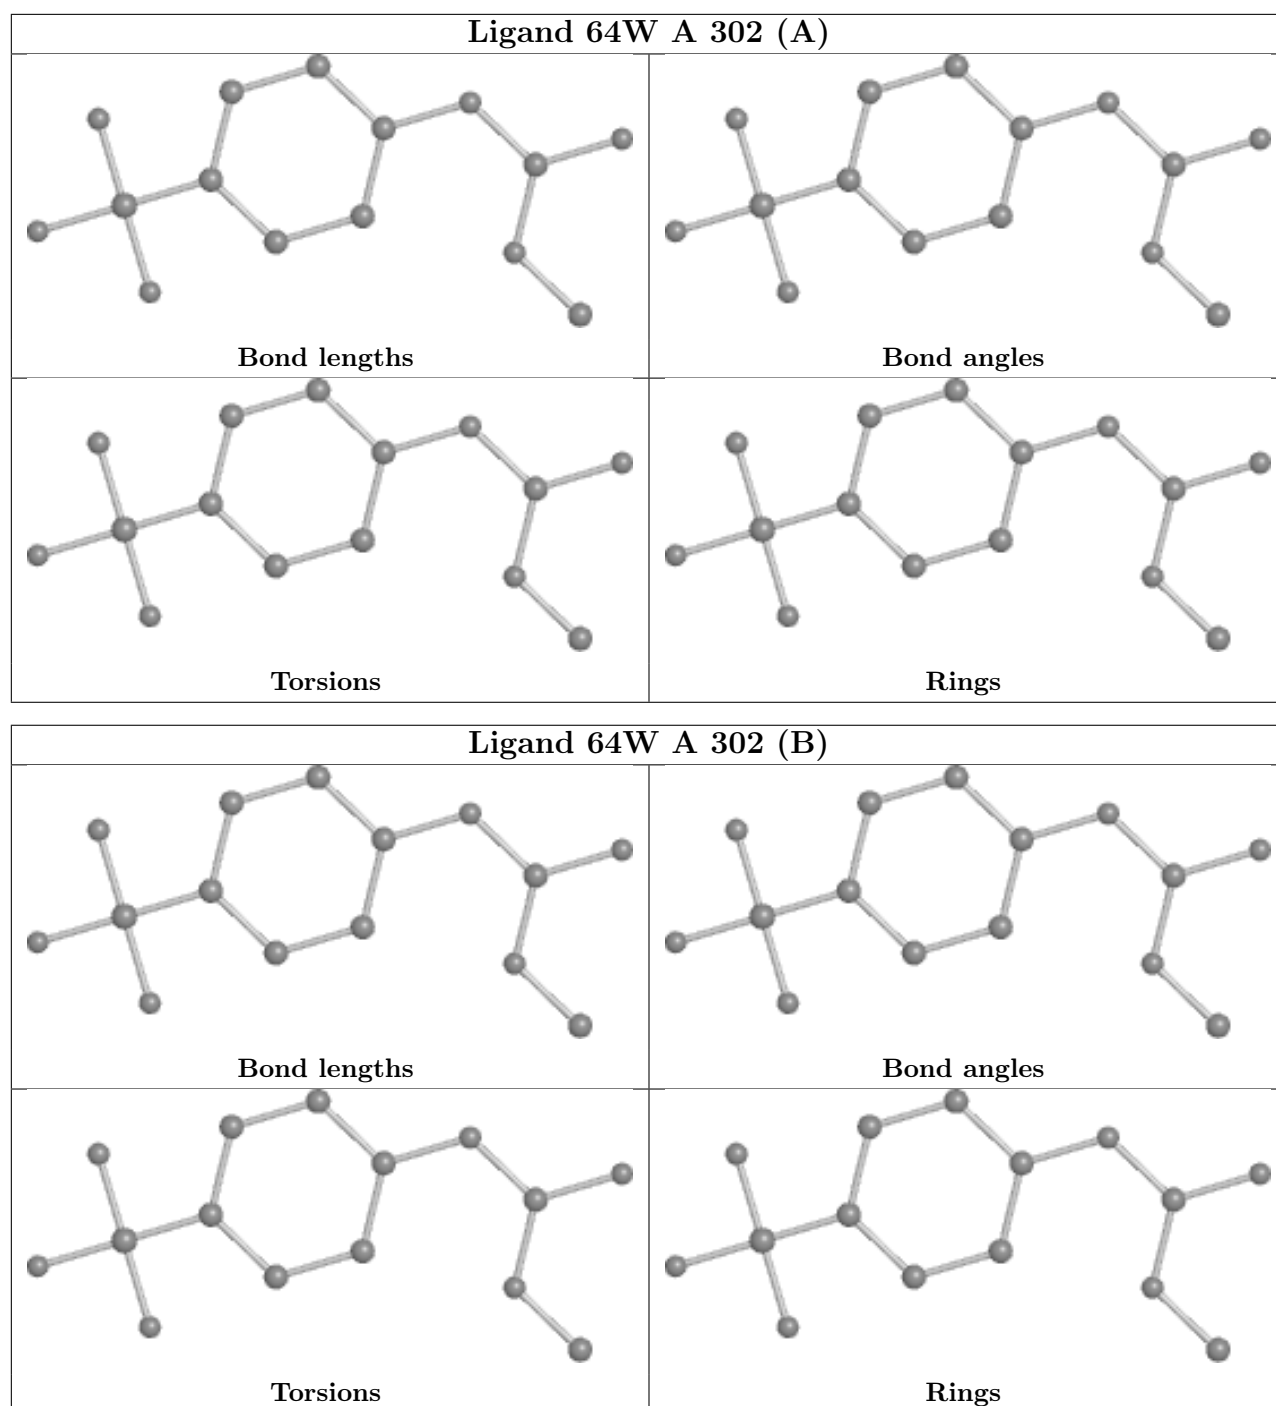 Ligand 64W A 302 (A)
Bond lengths
Bond angles
Torsions
Rings
Ligand 64W A 302 (B)
Bond lengths
Bond angles
Torsions
Rings